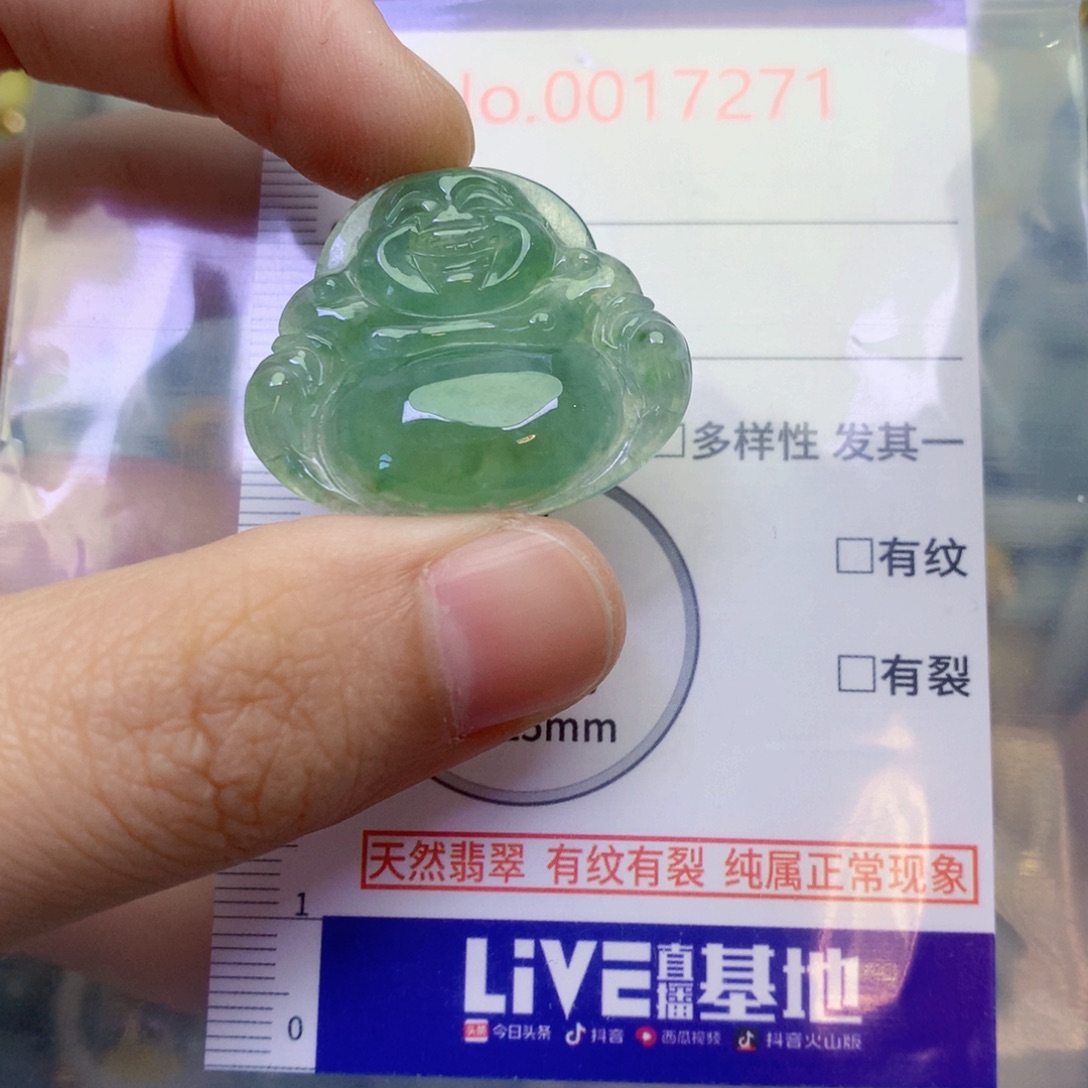 o.0017271
□多样性 发其一
□有纹
□有裂
5mm
天然翡翠 有纹有裂 纯属正常现象
1
LiVE直播基地
头条 今日头条 抖音 西瓜视频 抖音火山版
0